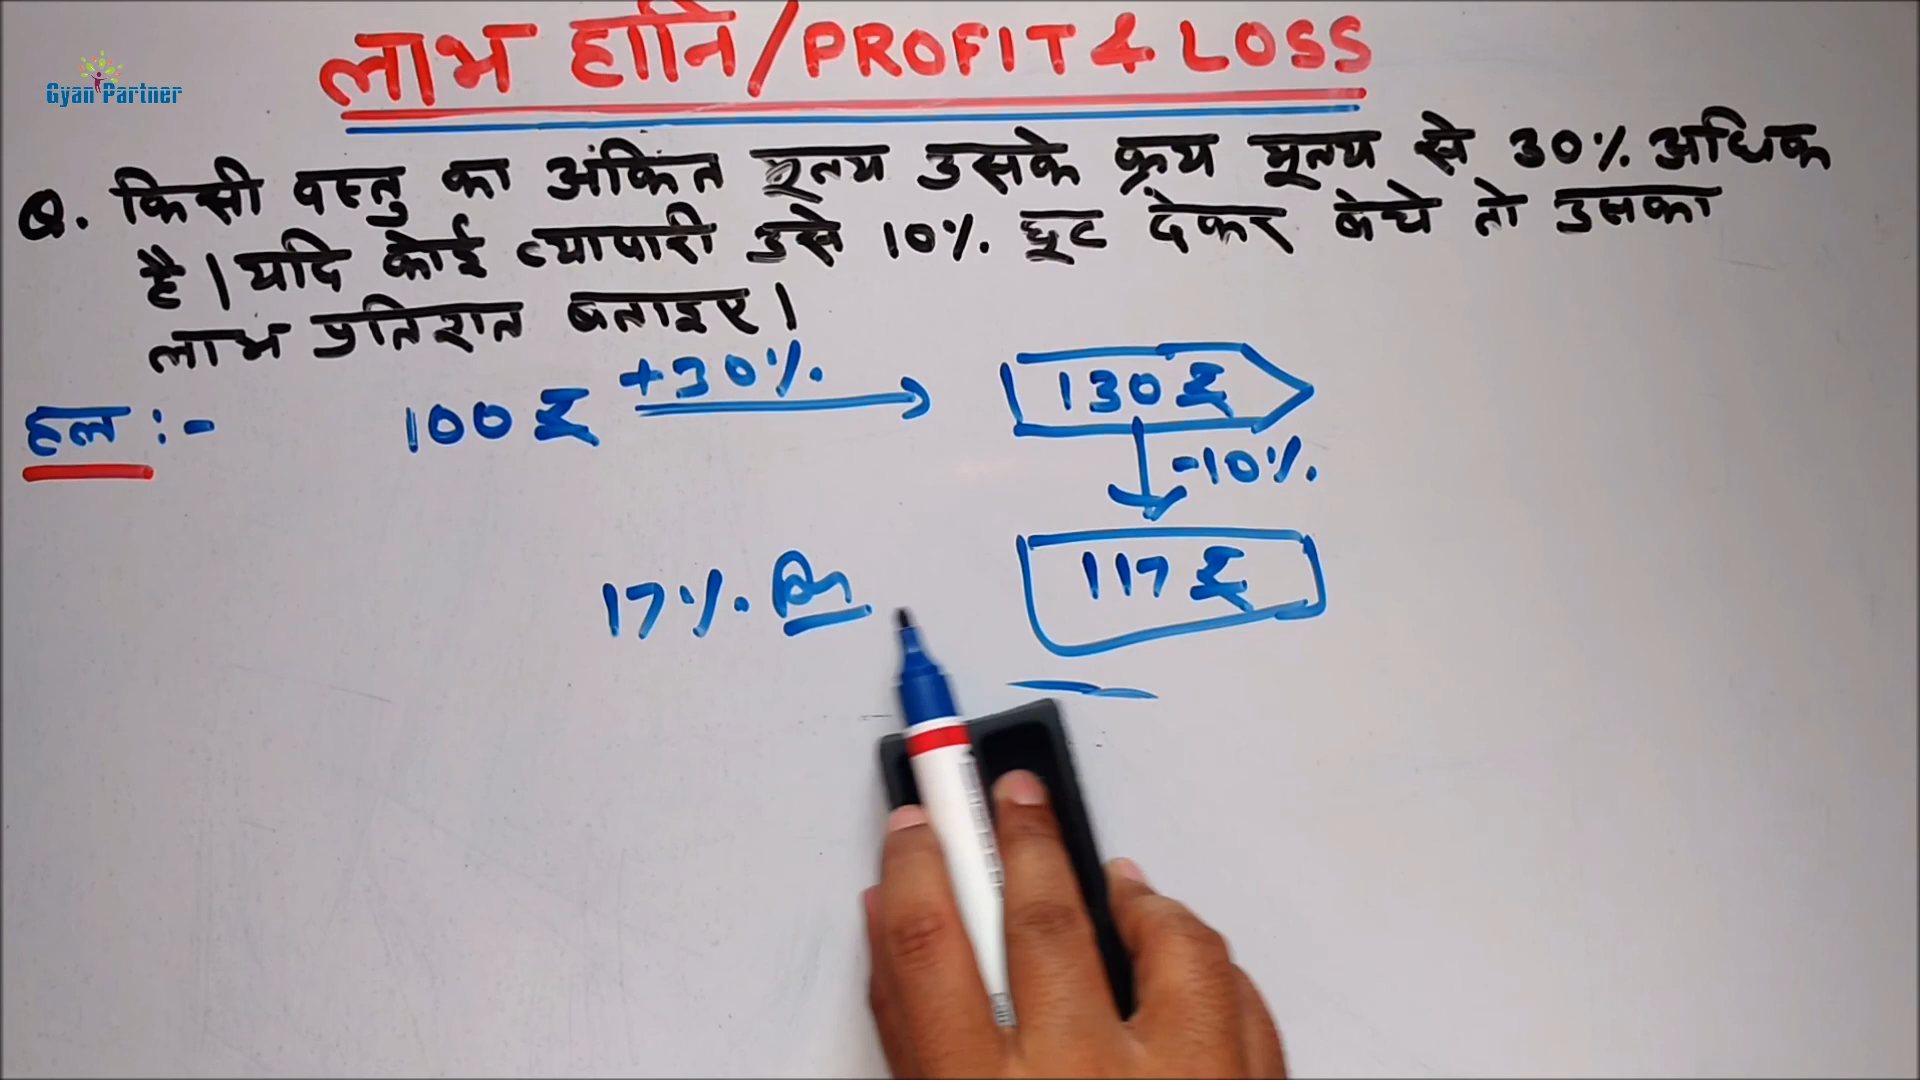 लाभ हानि/PROFIT & LOSS
Gyan Partner
Q. किसी वस्तु का अंकित मूल्य उसके क्रय मूल्य से 30% अधिक
है। यदि कोई व्यापारी उसे 10% छूट देकर बेचे तो उसका
लाभ प्रतिशत बताइए।
हल :- 100 ₹ +30% 130 ₹
-10%
17% 117 ₹